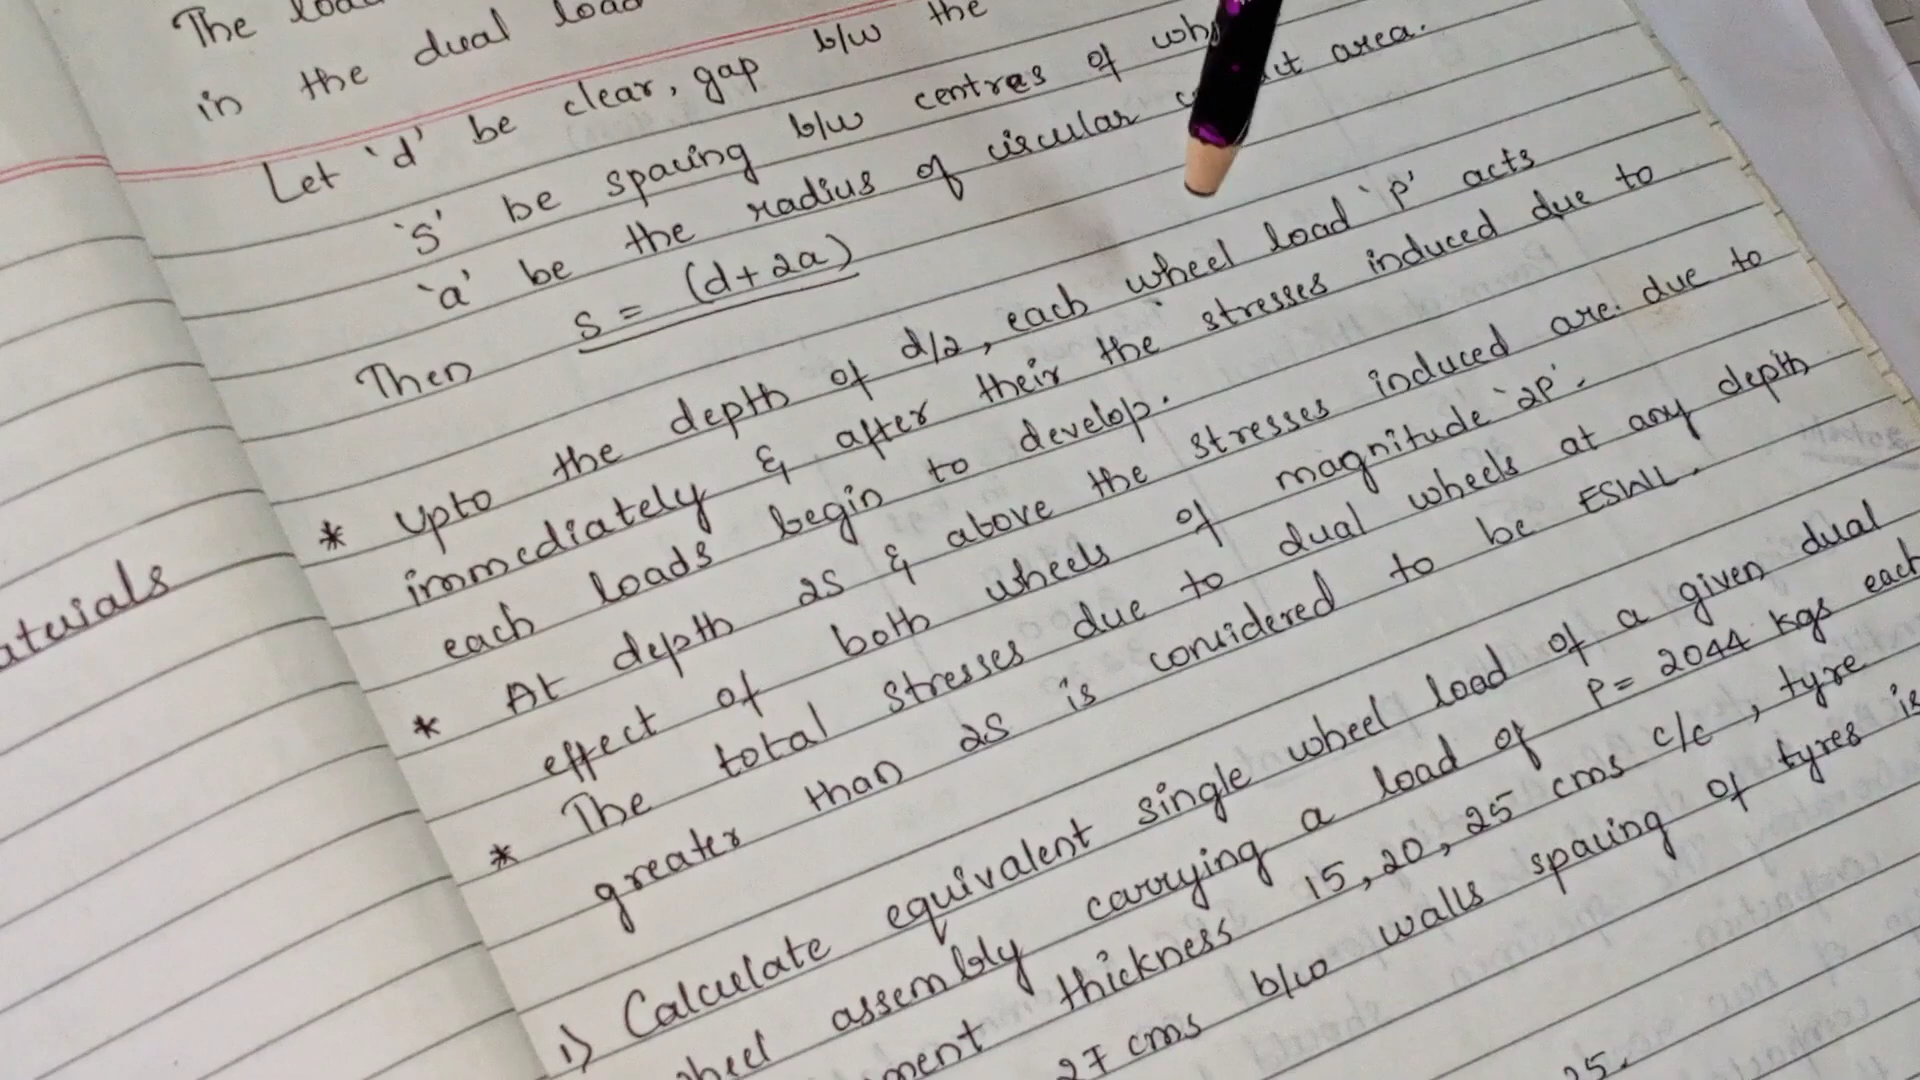 The load
in the dual load
Let 'd' be clear, gap b/w the
's' be spacing b/w centres of
'a' be the radius of circular area.
Then s = (d+2a)
* Upto the depth of d/2, each wheel load 'P' acts
immediately & after their the stresses induced due to
each loads begin to develop.
* At depth 2S & above the stresses induced are due to
effect of both wheels of magnitude '2P'.
* The total stresses due to dual wheels at any depth
greater than 2S is considered to be ESWL.
1) Calculate equivalent single wheel load of a given dual
wheel assembly carrying a load of P = 2044 kgs each
thickness 15, 20, 25 cms c/c, tyre
27 cms b/w walls spacing of tyres is
25.